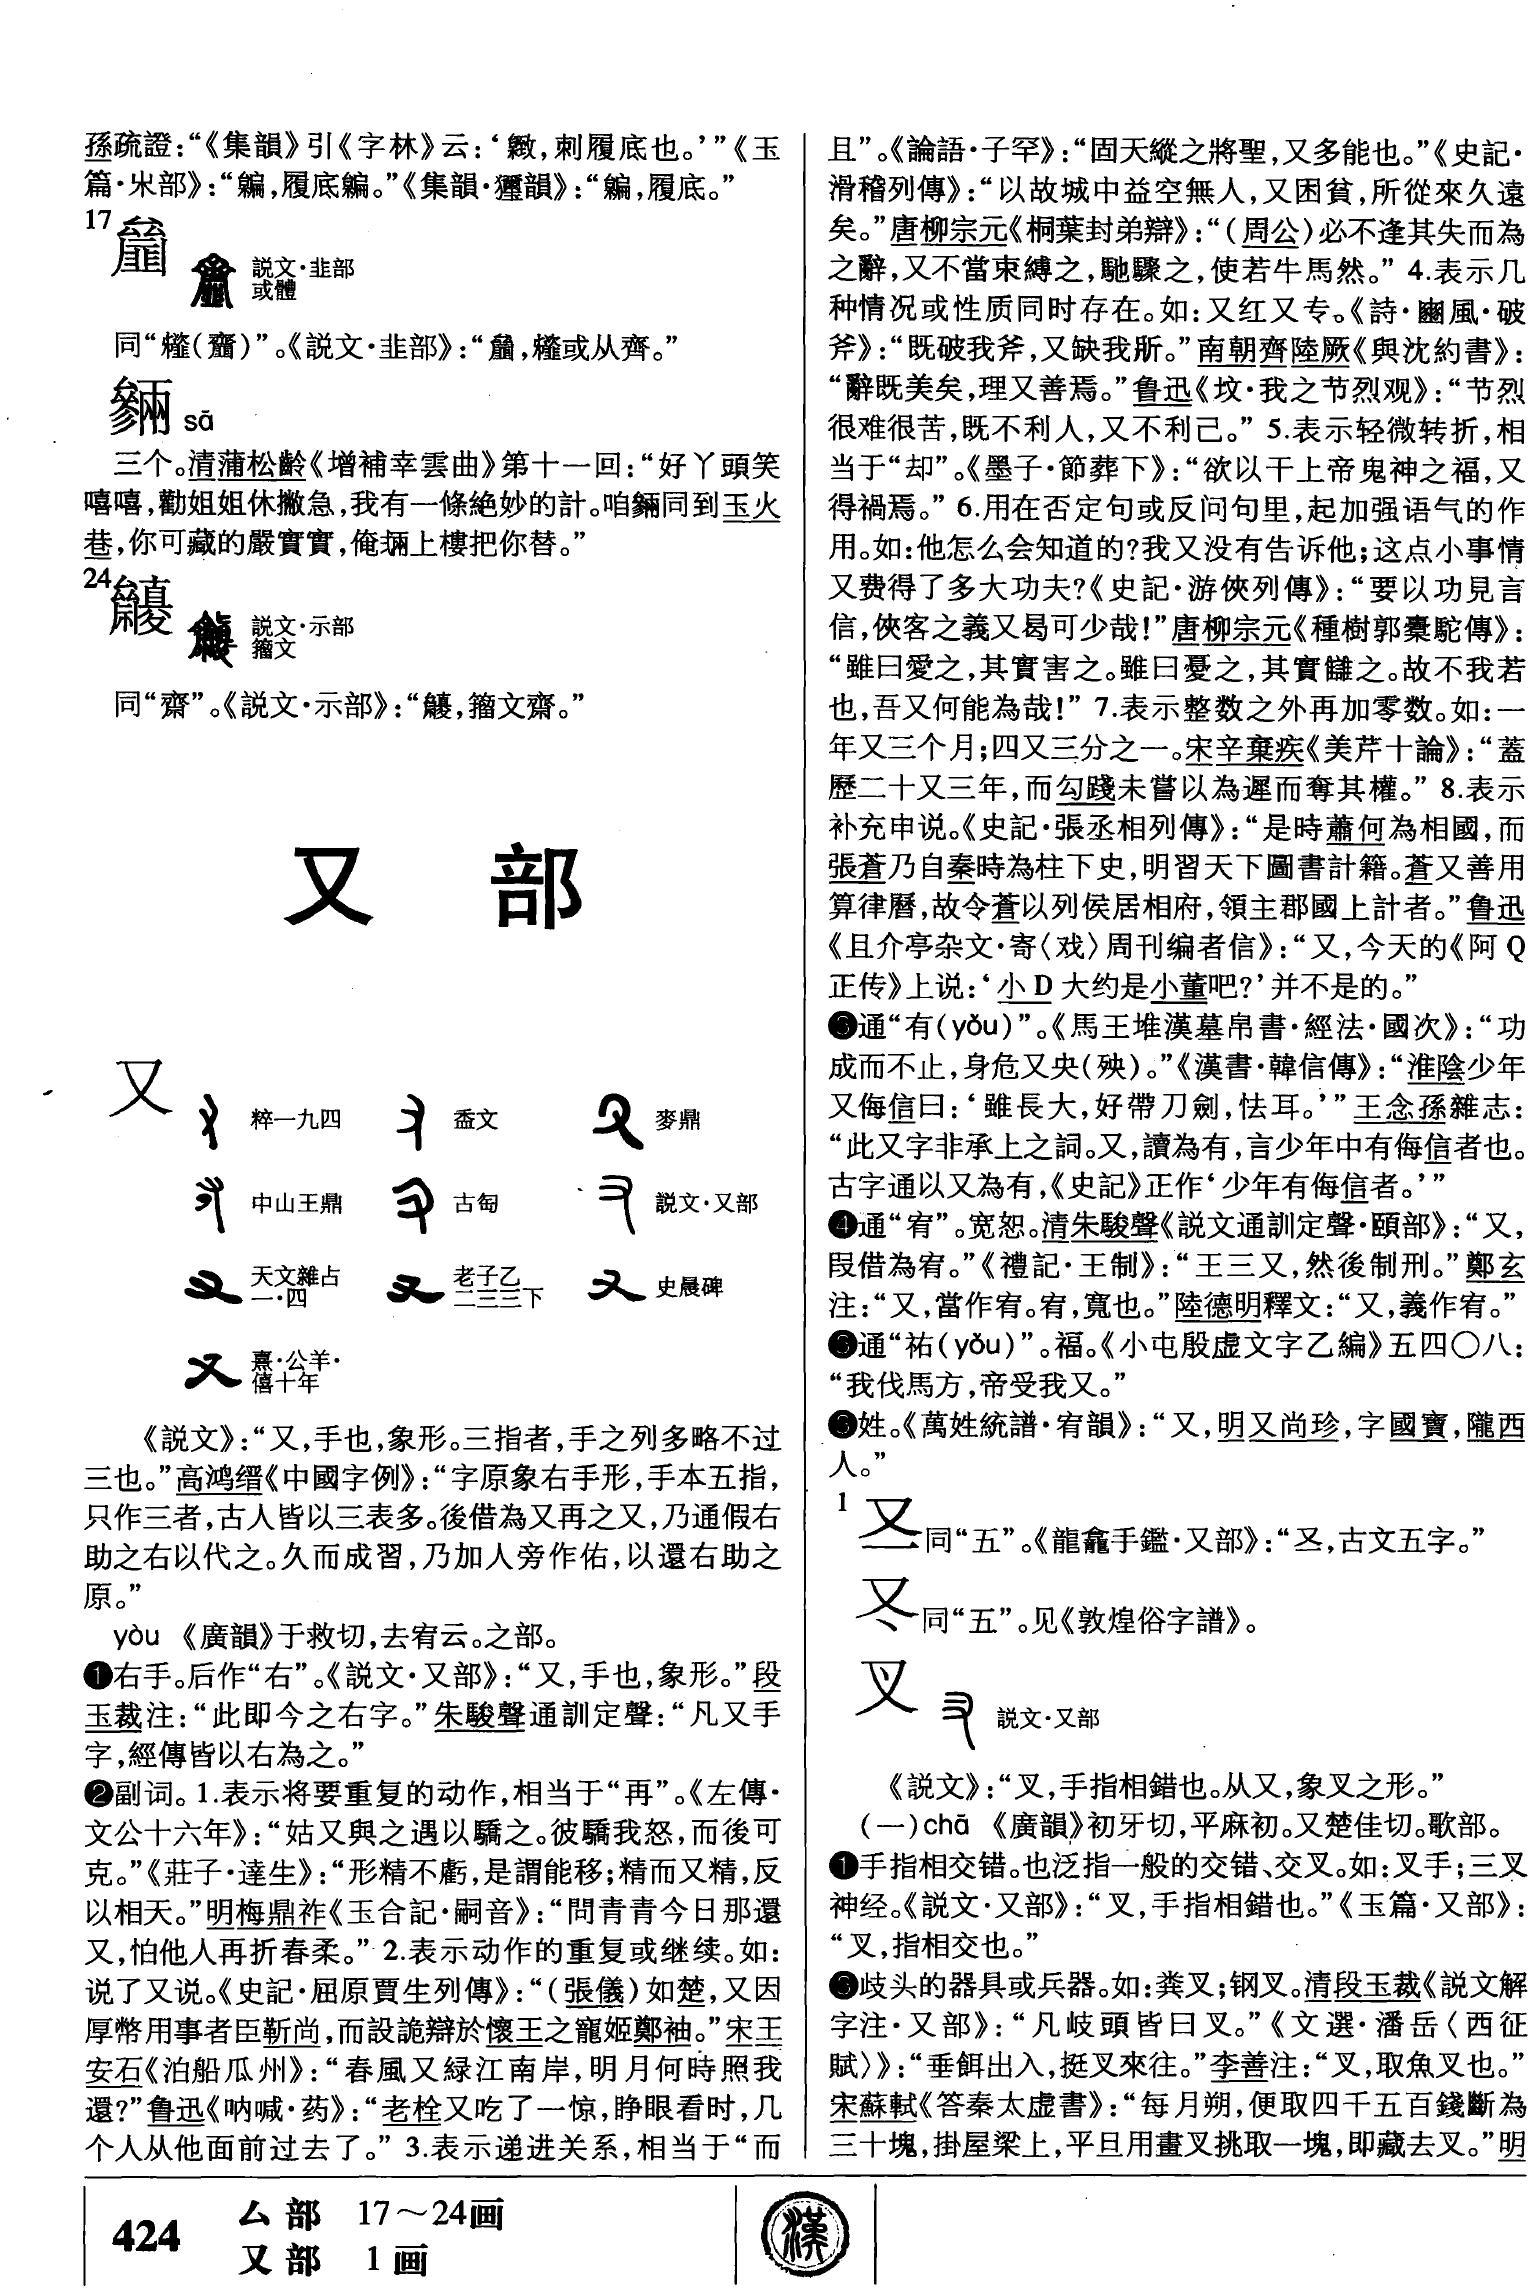 孫疏證：“《集韻》引《字林》云：‘緻，刺履底也。’”《玉
篇·㡀部》：“，履底。”《集韻·獮韻》：“，履底。”
17
説文·韭部
或體
同“（齏）”。《説文·韭部》：“，或从齊。”
sā
三个。清蒲松齡《增補幸雲曲》第十一回：“好丫頭笑
嘻嘻，勸姐姐休撇急，我有一條絶妙的計。咱同到玉火
巷，你可藏的嚴實實，俺上樓把你替。”
24
説文·示部
籀文
同“齋”。《説文·示部》：“，籀文齋。”
又 部
又
粹一九四
盉文
麥鼎
中山王鼎
古匋
説文·又部
天文雜占
一·四
老子乙
二三三下
史晨碑
熹·公羊·
僖十年
《説文》：“又，手也，象形。三指者，手之列多略不过
三也。”高鸿缙《中國字例》：“字原象右手形，手本五指，
只作三者，古人皆以三表多。後借為又再之又，乃通假右
助之右以代之。久而成習，乃加人旁作佑，以還右助之
原。”
yòu 《廣韻》于救切，去宥云。之部。
❶右手。后作“右”。《説文·又部》：“又，手也，象形。”段
玉裁注：“此即今之右字。”朱駿聲通訓定聲：“凡又手
字，經傳皆以右為之。”
❷副词。1.表示将要重复的动作，相当于“再”。《左傳·
文公十六年》：“姑又與之遇以驕之。彼驕我怒，而後可
克。”《莊子·達生》：“形精不虧，是謂能移；精而又精，反
以相天。”明梅鼎祚《玉合記·嗣音》：“問青青今日那還
又，怕他人再折春柔。”2.表示动作的重复或继续。如：
说了又说。《史記·屈原賈生列傳》：“（張儀）如楚，又因
厚幣用事者臣靳尚，而設詭辯於懷王之寵姬鄭袖。”宋王
安石《泊船瓜州》：“春風又緑江南岸，明月何時照我
還？”鲁迅《呐喊·药》：“老栓又吃了一惊，睁眼看时，几
个人从他面前过去了。”3.表示递进关系，相当于“而
且”。《論語·子罕》：“固天縱之將聖，又多能也。”《史記·
滑稽列傳》：“以故城中益空無人，又困貧，所從來久遠
矣。”唐柳宗元《桐葉封弟辯》：“（周公）必不逢其失而為
之辭，又不當束縛之，馳驟之，使若牛馬然。”4.表示几
种情况或性质同时存在。如：又红又专。《詩·豳風·破
斧》：“既破我斧，又缺我斨。”南朝齊陸厥《與沈約書》：
“辭既美矣，理又善焉。”鲁迅《坟·我之节烈观》：“节烈
很难很苦，既不利人，又不利己。”5.表示轻微转折，相
当于“却”。《墨子·節葬下》：“欲以干上帝鬼神之福，又
得禍焉。”6.用在否定句或反问句里，起加强语气的作
用。如：他怎么会知道的？我又没有告诉他；这点小事情
又费得了多大功夫？《史記·游俠列傳》：“要以功見言
信，俠客之義又曷可少哉！”唐柳宗元《種樹郭橐駝傳》：
“雖曰愛之，其實害之。雖曰憂之，其實讎之。故不我若
也，吾又何能為哉！”7.表示整数之外再加零数。如：一
年又三个月；四又三分之一。宋辛棄疾《美芹十論》：“蓋
歷二十又三年，而勾踐未嘗以為遲而奪其權。”8.表示
补充申说。《史記·張丞相列傳》：“是時蕭何為相國，而
張蒼乃自秦時為柱下史，明習天下圖書計籍。蒼又善用
算律曆，故令蒼以列侯居相府，領主郡國上計者。”鲁迅
《且介亭杂文·寄〈戏〉周刊编者信》：“又，今天的《阿Q
正传》上说：‘小D大约是小董吧？’并不是的。”
❸通“有（yǒu）”。《馬王堆漢墓帛書·經法·國次》：“功
成而不止，身危又央（殃）。”《漢書·韓信傳》：“淮陰少年
又侮信曰：‘雖長大，好帶刀劍，怯耳。’”王念孫雜志：
“此又字非承上之詞。又，讀為有，言少年中有侮信者也。
古字通以又為有，《史記》正作‘少年有侮信者。’”
❹通“宥”。宽恕。清朱駿聲《説文通訓定聲·頤部》：“又，
叚借為宥。”《禮記·王制》：“王三又，然後制刑。”鄭玄
注：“又，當作宥。宥，寬也。”陸德明釋文：“又，義作宥。”
❺通“祐（yǒu）”。福。《小屯殷虚文字乙編》五四〇八：
“我伐馬方，帝受我又。”
❻姓。《萬姓統譜·宥韻》：“又，明又尚珍，字國寶，隴西
人。”
1
㕛同“五”。《龍龕手鑑·又部》：“，古文五字。”
同“五”。见《敦煌俗字譜》。
叉
説文·又部
《説文》：“叉，手指相錯也。从又，象叉之形。”
（一）chā 《廣韻》初牙切，平麻初。又楚佳切。歌部。
❶手指相交错。也泛指一般的交错、交叉。如：叉手；三叉
神经。《説文·又部》：“叉，手指相錯也。”《玉篇·又部》：
“叉，指相交也。”
❷歧头的器具或兵器。如：粪叉；钢叉。清段玉裁《説文解
字注·又部》：“凡岐頭皆曰叉。”《文選·潘岳〈西征
賦〉》：“垂餌出入，挺叉來往。”李善注：“叉，取魚叉也。”
宋蘇軾《答秦太虚書》：“每月朔，便取四千五百錢斷為
三十塊，掛屋梁上，平旦用畫叉挑取一塊，即藏去叉。”明
424
厶部 17～24画
又部 1画
漢